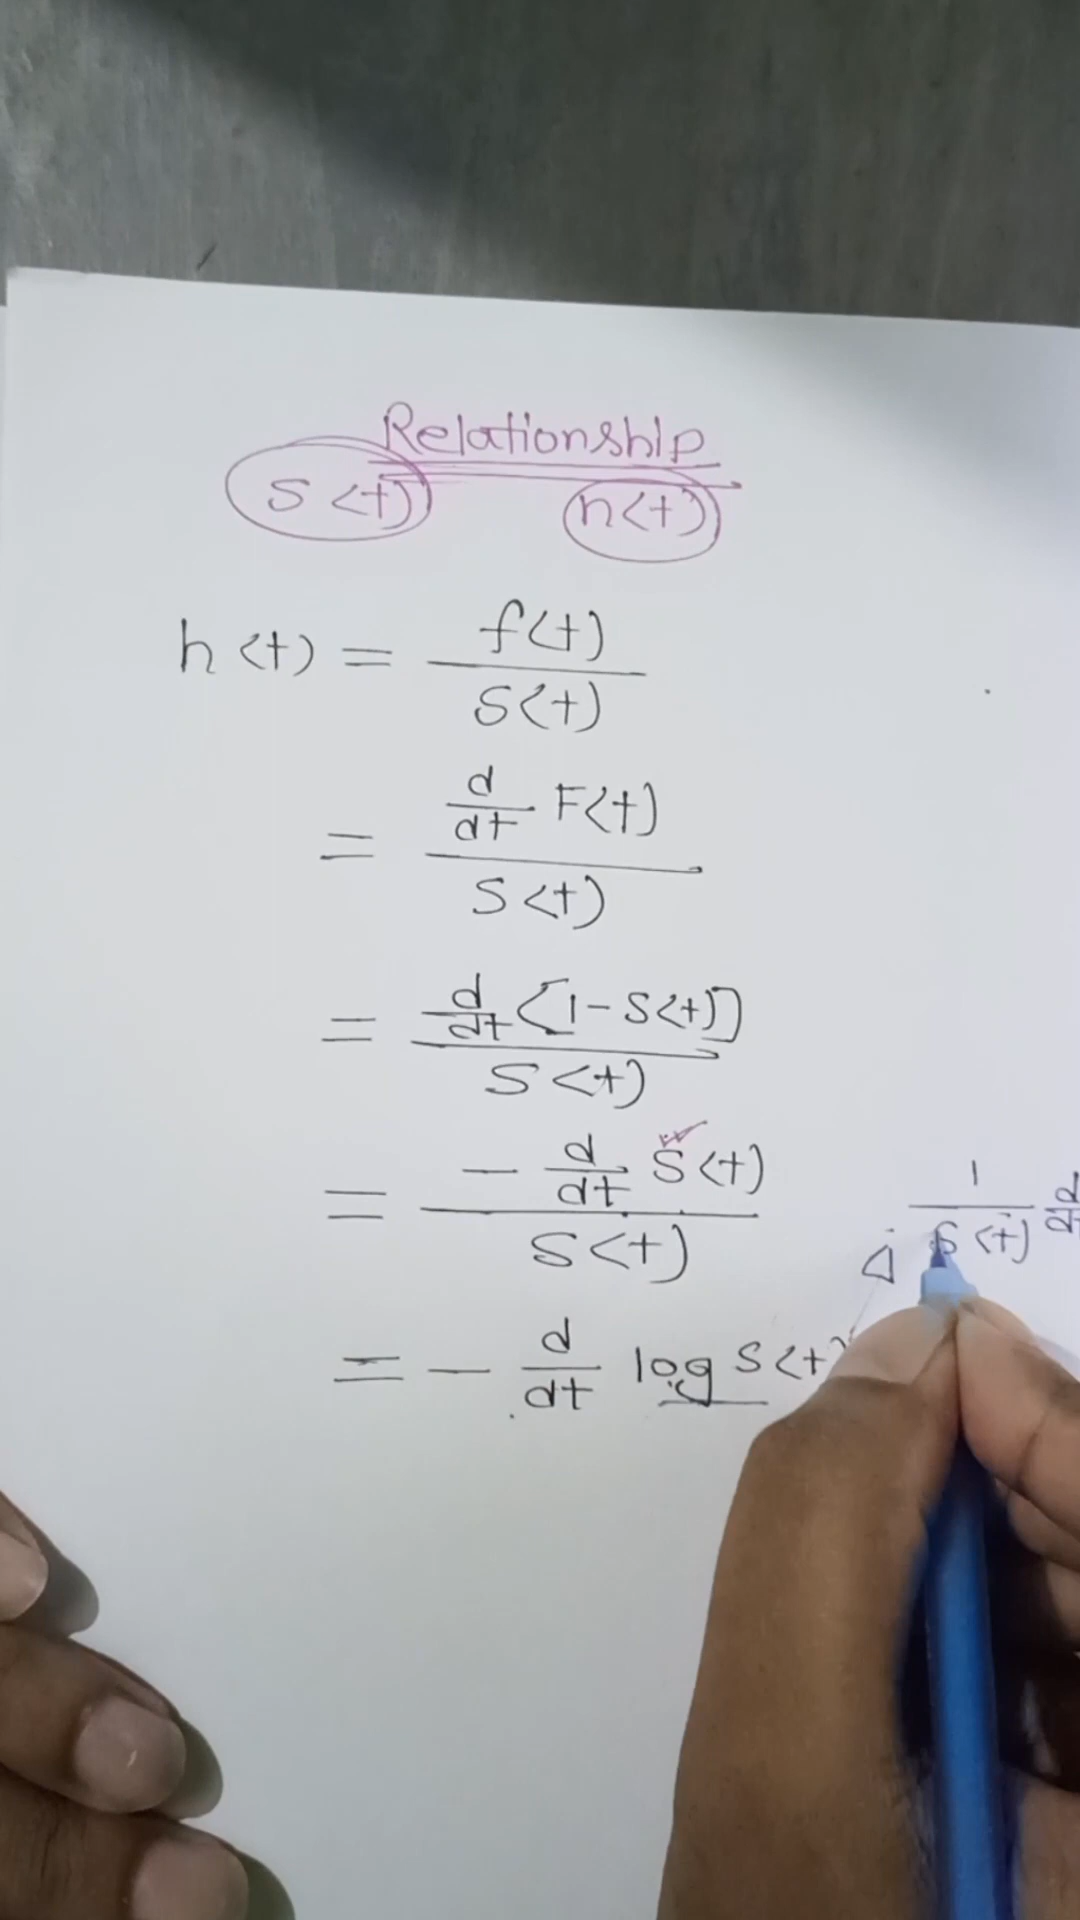 Relationship
S(t) h(t)
h(t) = f(t) / S(t)
= d/dt F(t) / S(t)
= d/dt [1 - S(t)] / S(t)
= - d/dt S(t) / S(t)
1 / S(t) d
= - d/dt log S(t)